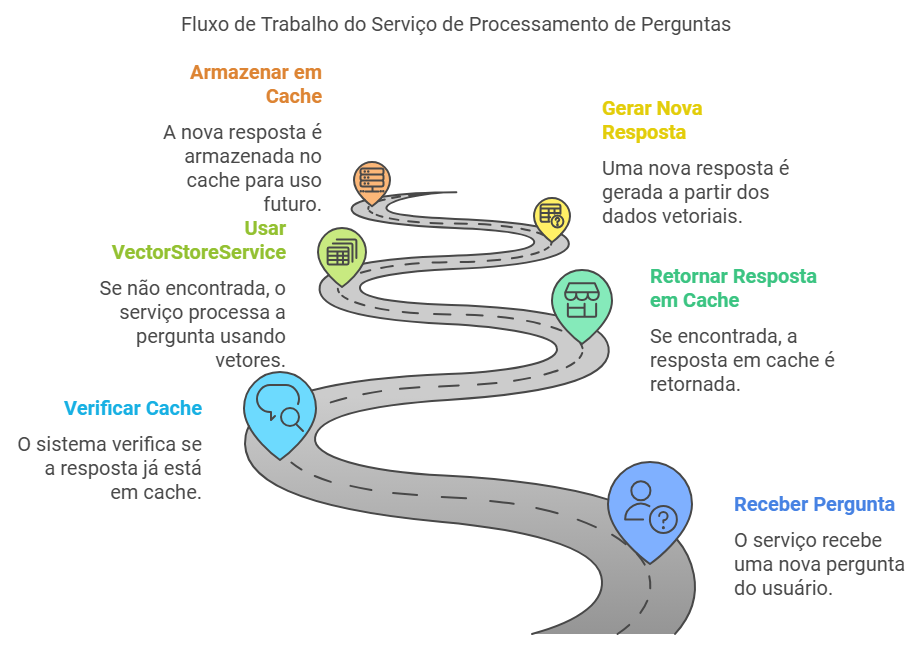 Fluxo de Trabalho do Serviço de Processamento de Perguntas
Armazenar em
Cache
A nova resposta é
armazenada no
cache para uso
futuro.
Gerar Nova
Resposta
Uma nova resposta é
gerada a partir dos
dados vetoriais.
Usar
VectorStoreService
Se não encontrada, o
serviço processa a
pergunta usando
vetores.
Retornar Resposta
em Cache
Se encontrada, a
resposta em cache é
retornada.
Verificar Cache
O sistema verifica se
a resposta já está
em cache.
Receber Pergunta
O serviço recebe
uma nova pergunta
do usuário.